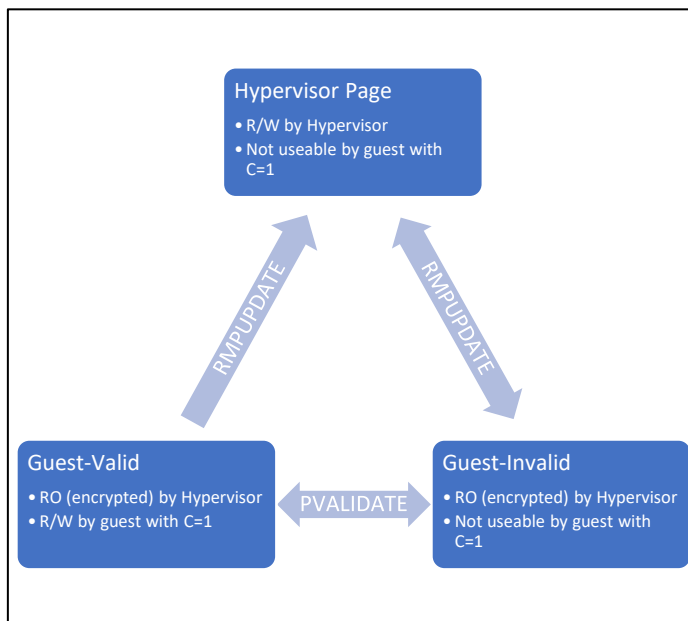 Hypervisor Page
• R/W by Hypervisor
• Not useable by guest with
C=1
RMPUPDATE
RMPUPDATE
Guest-Valid
• RO (encrypted) by Hypervisor
• R/W by guest with C=1
PVALIDATE
Guest-Invalid
• RO (encrypted) by Hypervisor
• Not useable by guest with
C=1